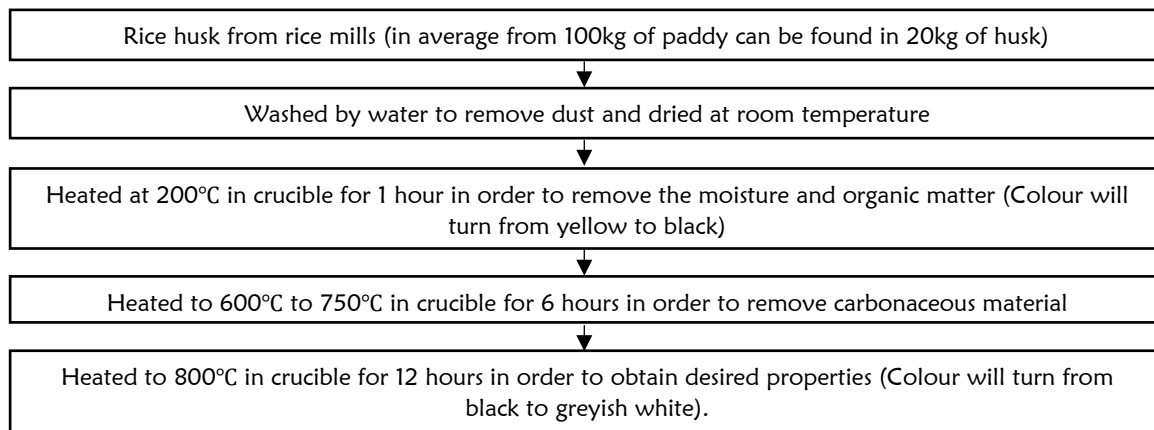 Rice husk from rice mills (in average from 100kg of paddy can be found in 20kg of husk)
Washed by water to remove dust and dried at room temperature
Heated at 200℃ in crucible for 1 hour in order to remove the moisture and organic matter (Colour will
turn from yellow to black)
Heated to 600℃ to 750℃ in crucible for 6 hours in order to remove carbonaceous material
Heated to 800℃ in crucible for 12 hours in order to obtain desired properties (Colour will turn from
black to greyish white).